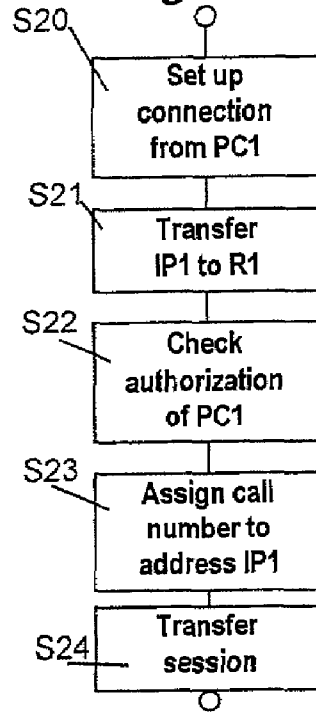 S20
Set up
connection
from PC1
S21
Transfer
IP1 to R1
S22
Check
authorization
of PC1
S23
Assign call
number to
address IP1
S24
Transfer
session